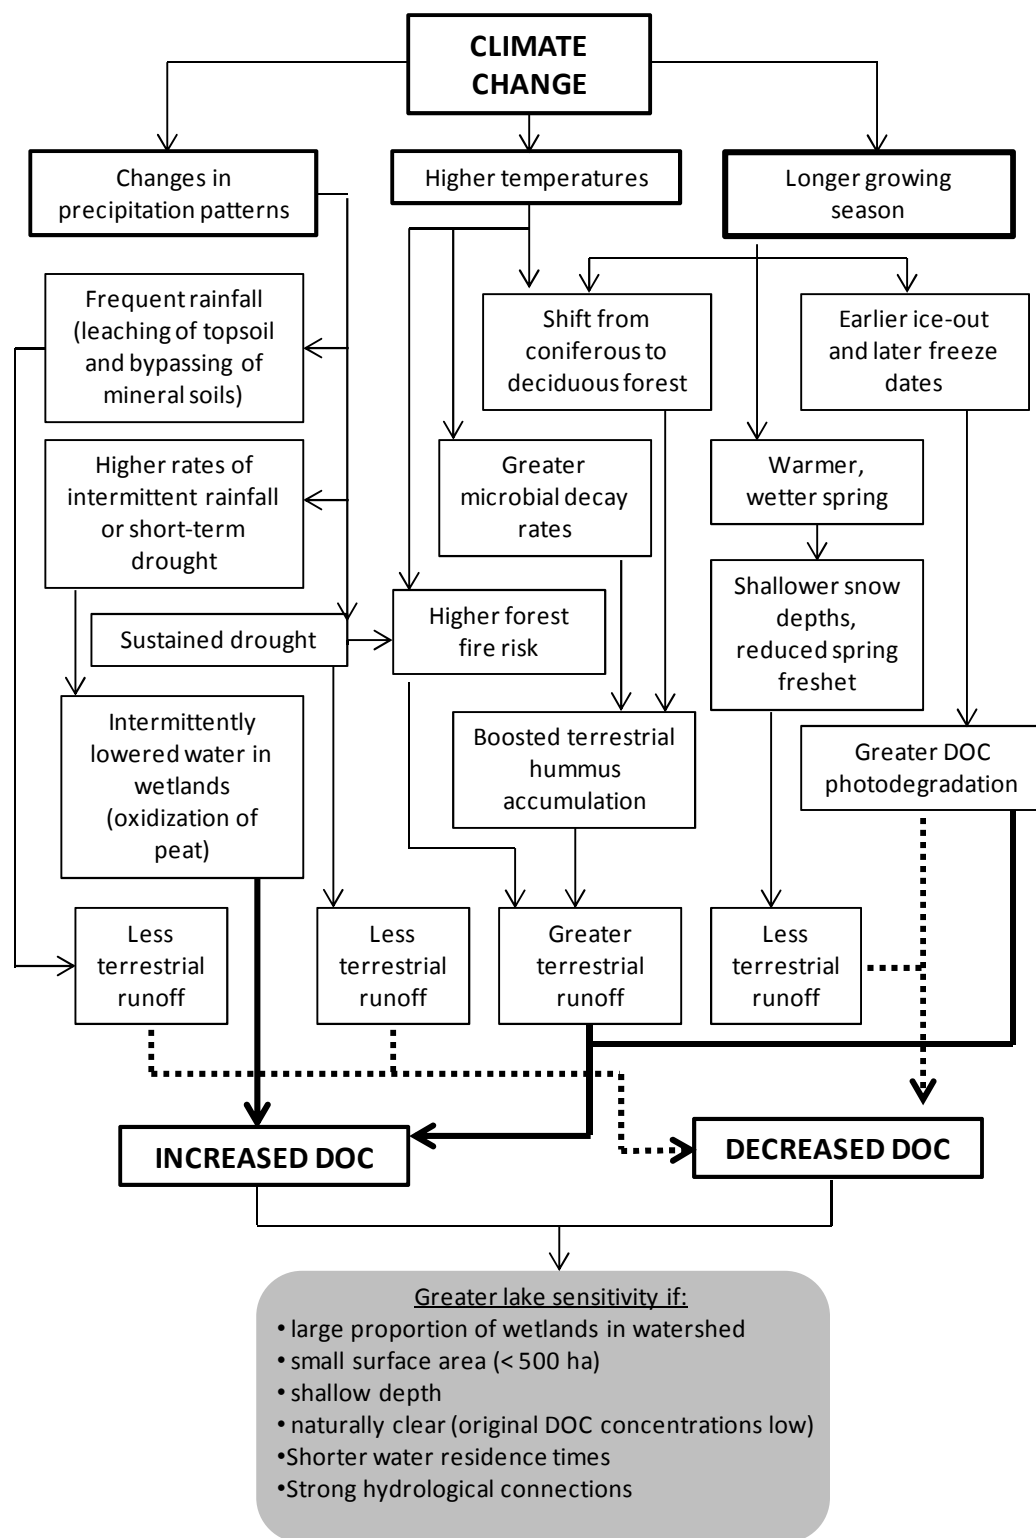 CLIMATE
CHANGE
Changes in
precipitation patterns
Higher temperatures
Longer growing
season
Frequent rainfall
(leaching of topsoil
and bypassing of
mineral soils)
Shift from
coniferous to
deciduous forest
Earlier ice-out
and later freeze
dates
Higher rates of
intermittent rainfall
or short-term
drought
Greater
microbial decay
rates
Warmer,
wetter spring
Sustained drought
Higher forest
fire risk
Shallower snow
depths,
reduced spring
freshet
Intermittently
lowered water in
wetlands
(oxidization of
peat)
Boosted terrestrial
hummus
accumulation
Greater DOC
photodegradation
Less
terrestrial
runoff
Less
terrestrial
runoff
Greater
terrestrial
runoff
Less
terrestrial
runoff
INCREASED DOC
DECREASED DOC
Greater lake sensitivity if:
• large proportion of wetlands in watershed
• small surface area (< 500 ha)
• shallow depth
• naturally clear (original DOC concentrations low)
•Shorter water residence times
•Strong hydrological connections